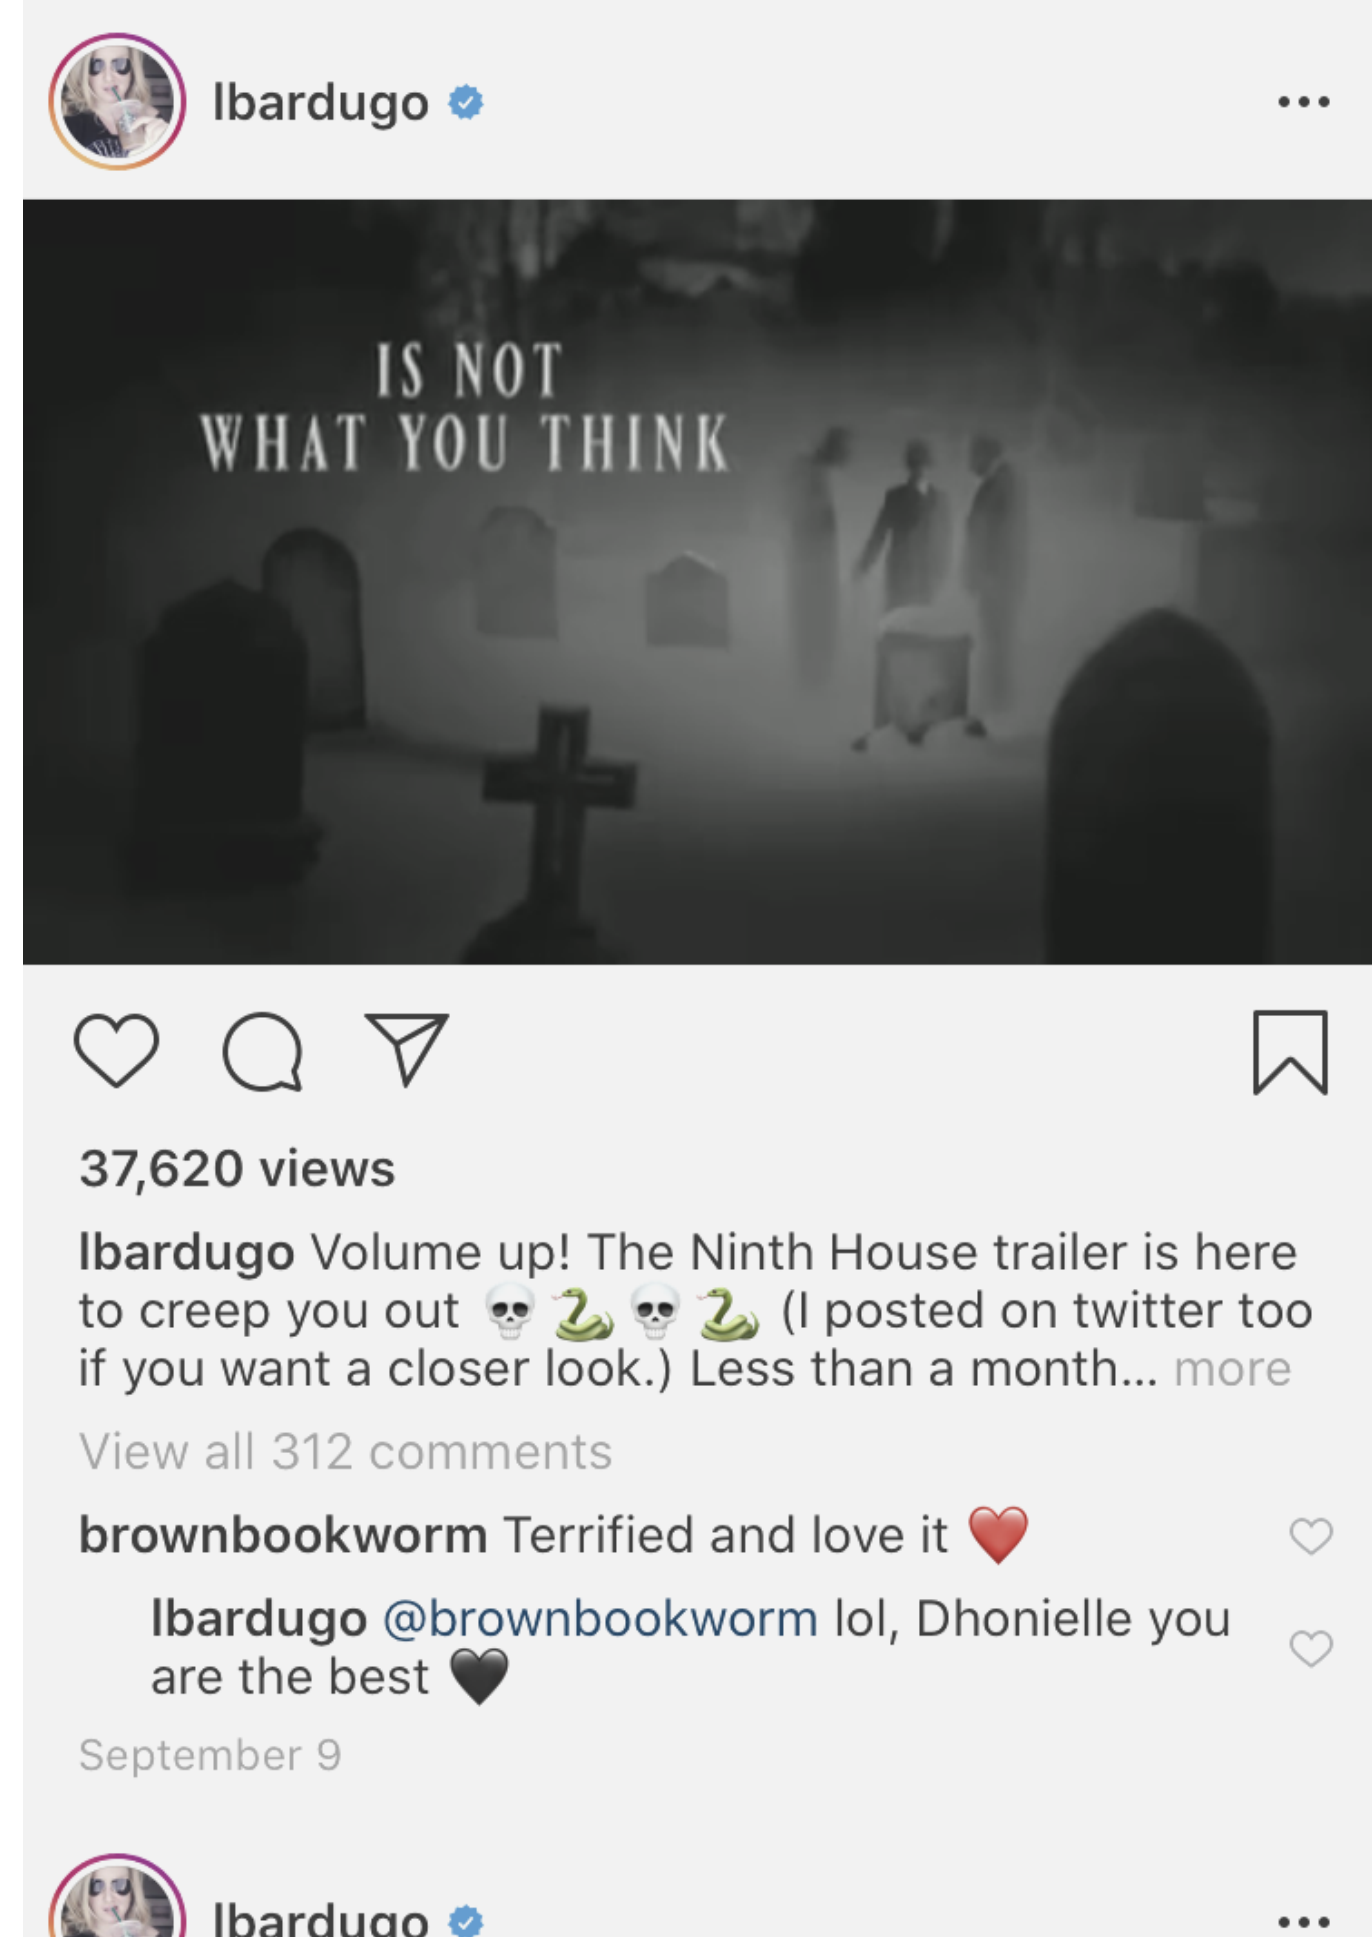 lbardugo
IS NOT
WHAT YOU THINK
37,620 views
lbardugo Volume up! The Ninth House trailer is here
to creep you out 💀🐍💀🐍 (I posted on twitter too
if you want a closer look.) Less than a month... more
View all 312 comments
brownbookworm Terrified and love it ❤️
lbardugo @brownbookworm lol, Dhonielle you
are the best 🖤
September 9
lbardugo